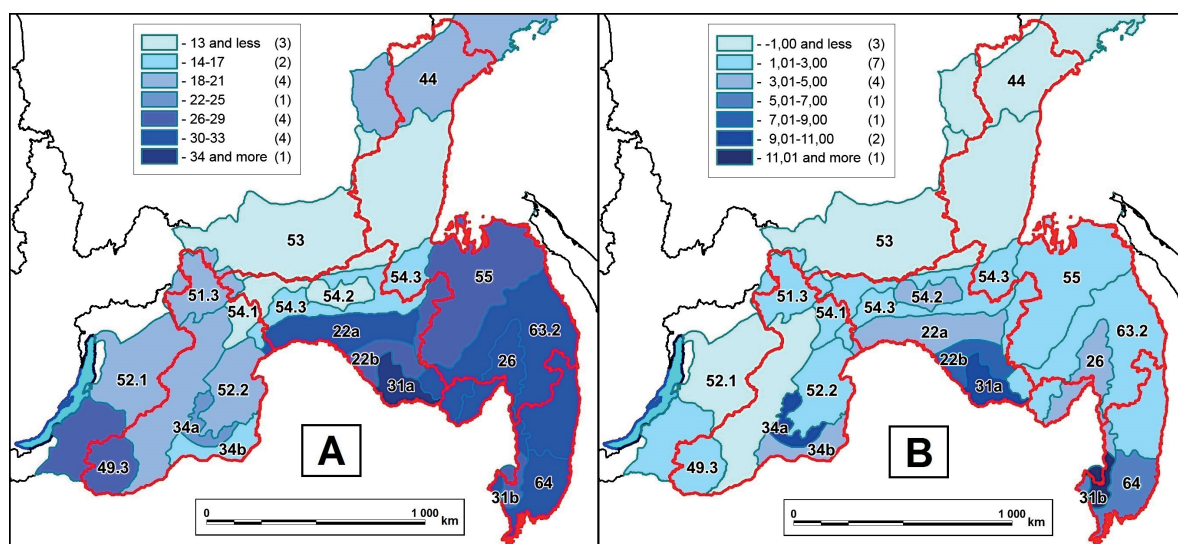 - 13 and less (3)
- 14-17 (2)
- 18-21 (4)
- 22-25 (1)
- 26-29 (4)
- 30-33 (4)
- 34 and more (1)
44
53
51.3
54.3
54.2
54.3
54.1
55
22a
63.2
22b
26
52.1
31a
52.2
34a
34b
49.3
31b
64
A
0 1 000
km
- -1,00 and less (3)
- 1,01-3,00 (7)
- 3,01-5,00 (4)
- 5,01-7,00 (1)
- 7,01-9,00 (1)
- 9,01-11,00 (2)
- 11,01 and more (1)
44
53
51.3
54.3
54.2
54.3
54.1
55
22a
63.2
22b
26
52.1
31a
52.2
34a
34b
49.3
31b
64
B
0 1 000
km